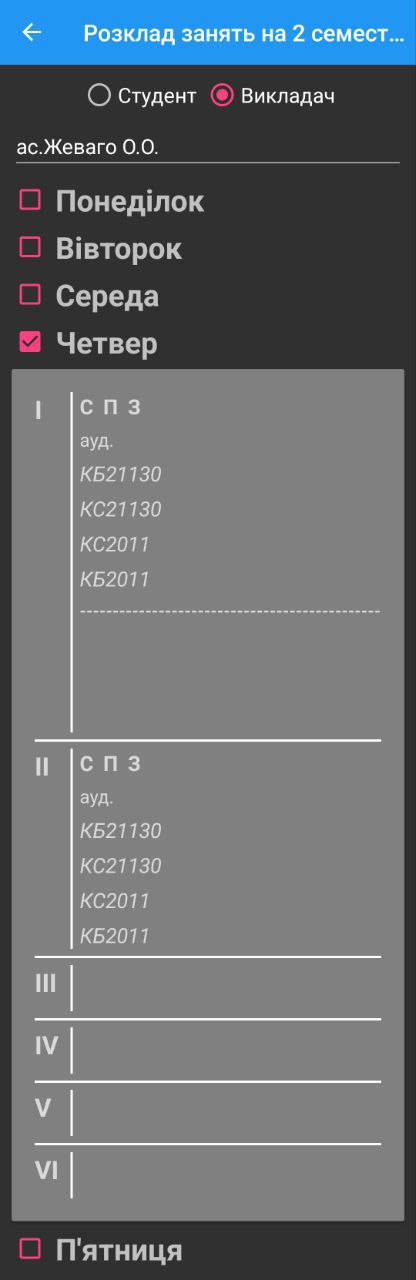 Розклад занять на 2 семест...
Студент Викладач
ас.Жеваго О.О.
Понеділок
Вівторок
Середа
Четвер
I С П З
ауд.
КБ21130
КС21130
КС2011
КБ2011
II С П З
ауд.
КБ21130
КС21130
КС2011
КБ2011
III
IV
V
VI
П'ятниця